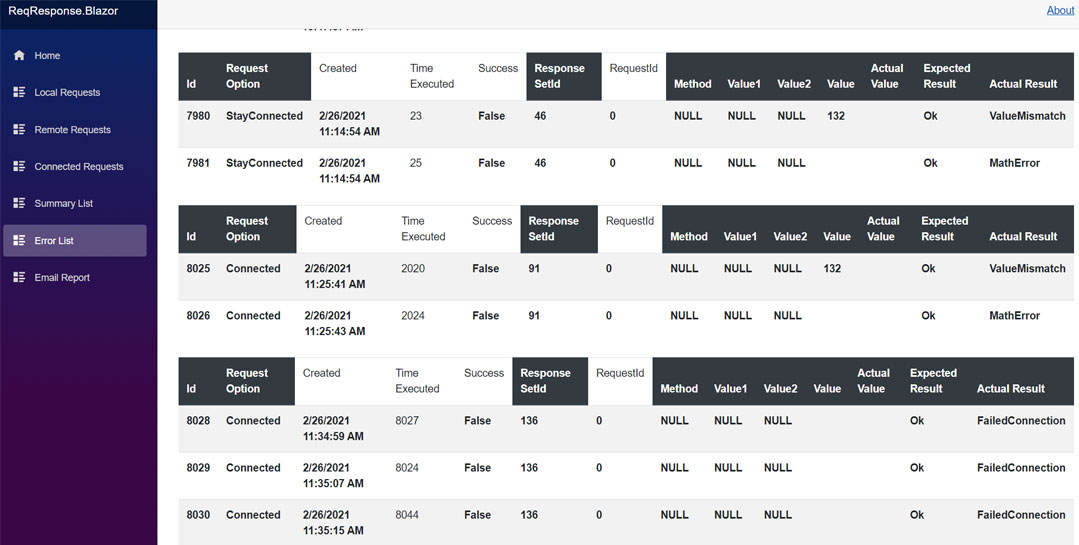 ReqResponse.Blazor
About
Home
Local Requests
Remote Requests
Connected Requests
Summary List
Error List
Email Report
Id Request Option Created Time Executed Success Response SetId RequestId Method Value1 Value2 Value Actual Value Expected Result Actual Result
7980 StayConnected 2/26/2021 11:14:54 AM 23 False 46 0 NULL NULL NULL 132 Ok ValueMismatch
7981 StayConnected 2/26/2021 11:14:54 AM 25 False 46 0 NULL NULL NULL Ok MathError
Id Request Option Created Time Executed Success Response SetId RequestId Method Value1 Value2 Value Actual Value Expected Result Actual Result
8025 Connected 2/26/2021 11:25:41 AM 2020 False 91 0 NULL NULL NULL 132 Ok ValueMismatch
8026 Connected 2/26/2021 11:25:43 AM 2024 False 91 0 NULL NULL NULL Ok MathError
Id Request Option Created Time Executed Success Response SetId RequestId Method Value1 Value2 Value Actual Value Expected Result Actual Result
8028 Connected 2/26/2021 11:34:59 AM 8027 False 136 0 NULL NULL NULL Ok FailedConnection
8029 Connected 2/26/2021 11:35:07 AM 8024 False 136 0 NULL NULL NULL Ok FailedConnection
8030 Connected 2/26/2021 11:35:15 AM 8044 False 136 0 NULL NULL NULL Ok FailedConnection